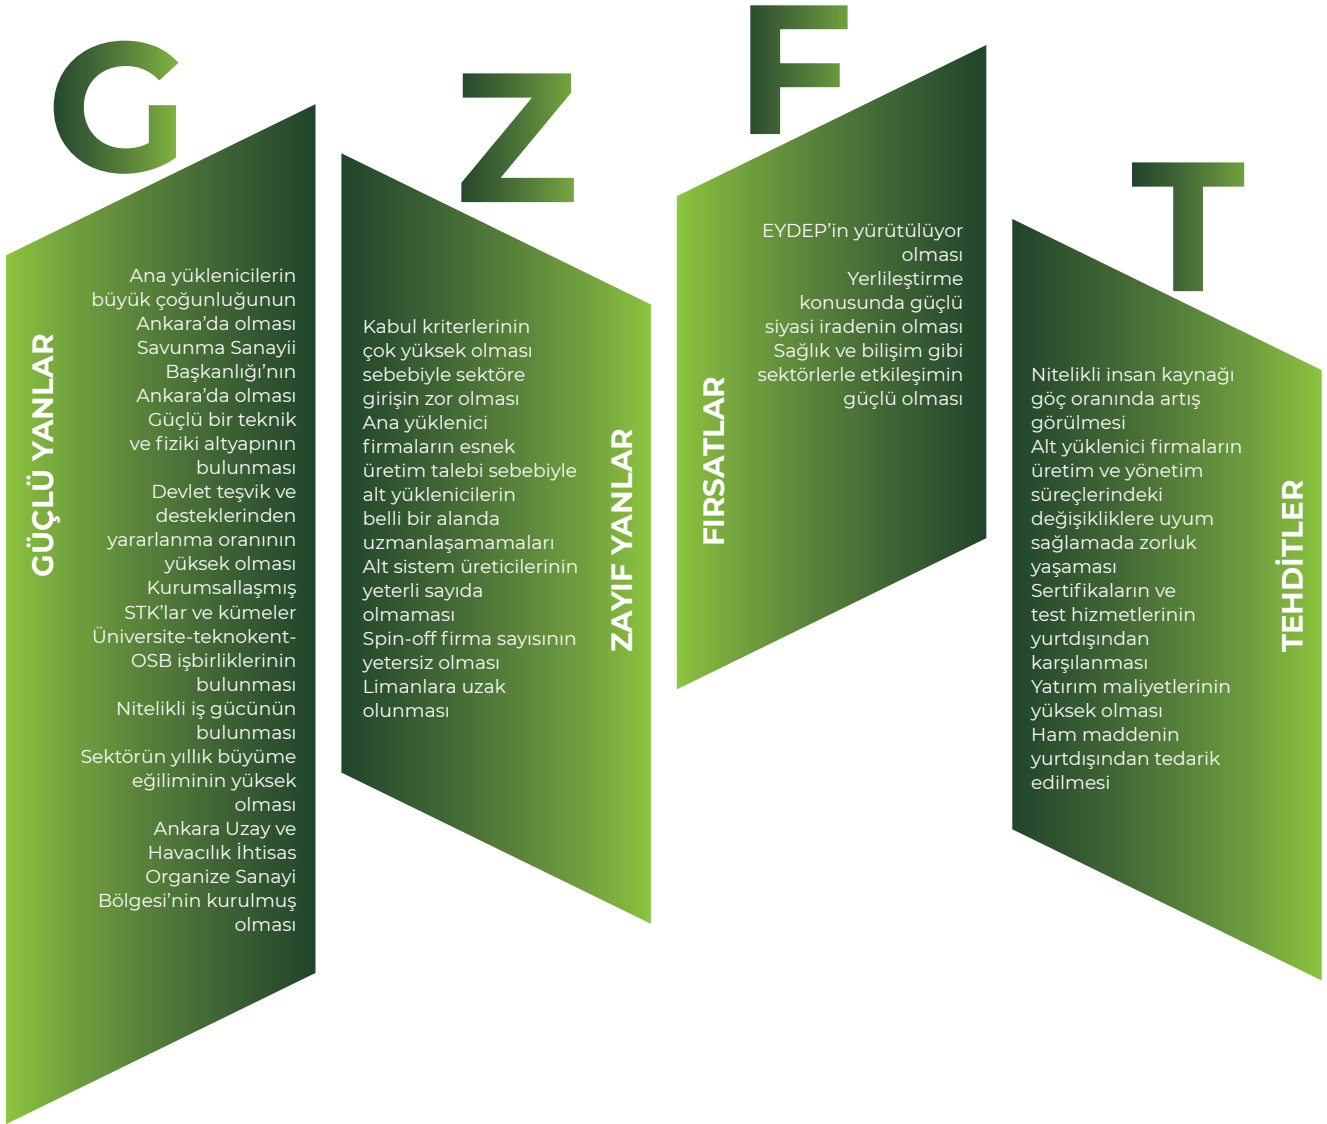 G
GÜÇLÜ YANLAR
Ana yüklenicilerin
büyük çoğunluğunun
Ankara’da olması
Savunma Sanayii
Başkanlığı’nın
Ankara’da olması
Güçlü bir teknik
ve fiziki altyapının
bulunması
Devlet teşvik ve
desteklerinden
yararlanma oranının
yüksek olması
Kurumsallaşmış
STK’lar ve kümeler
Üniversite-teknokent-
OSB işbirliklerinin
bulunması
Nitelikli iş gücünün
bulunması
Sektörün yıllık büyüme
eğiliminin yüksek
olması
Ankara Uzay ve
Havacılık İhtisas
Organize Sanayi
Bölgesi’nin kurulmuş
olması
Z
ZAYIF YANLAR
Kabul kriterlerinin
çok yüksek olması
sebebiyle sektöre
girişin zor olması
Ana yüklenici
firmaların esnek
üretim talebi sebebiyle
alt yüklenicilerin
belli bir alanda
uzmanlaşamamaları
Alt sistem üreticilerinin
yeterli sayıda
olmaması
Spin-off firma sayısının
yetersiz olması
Limanlara uzak
olunması
F
FIRSATLAR
EYDEP’in yürütülüyor
olması
Yerlileştirme
konusunda güçlü
siyasi iradenin olması
Sağlık ve bilişim gibi
sektörlerle etkileşimin
güçlü olması
T
TEHDİTLER
Nitelikli insan kaynağı
göç oranında artış
görülmesi
Alt yüklenici firmaların
üretim ve yönetim
süreçlerindeki
değişikliklere uyum
sağlamada zorluk
yaşaması
Sertifikaların ve
test hizmetlerinin
yurtdışından
karşılanması
Yatırım maliyetlerinin
yüksek olması
Ham maddenin
yurtdışından tedarik
edilmesi